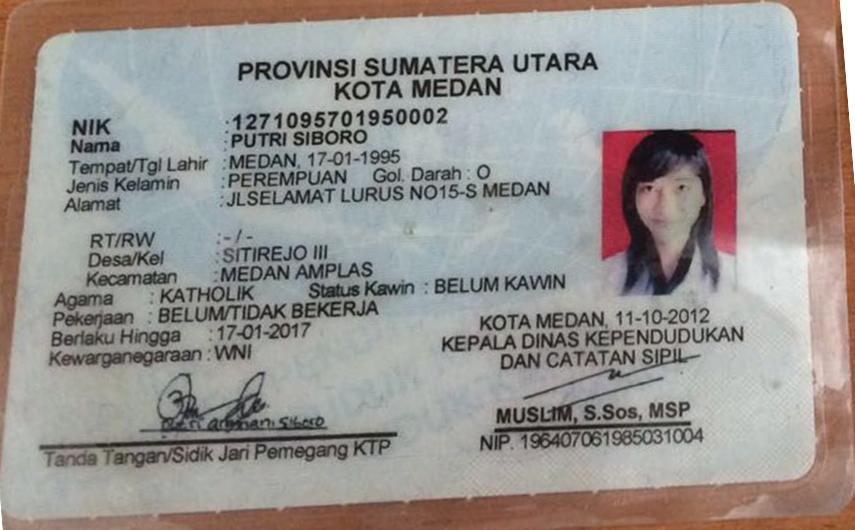 PROVINSI SUMATERA UTARA
KOTA MEDAN
NIK : 1271095701950002
Nama : PUTRI SIBORO
Tempat/Tgl Lahir : MEDAN, 17-01-1995
Jenis Kelamin : PEREMPUAN Gol. Darah : O
Alamat : JLSELAMAT LURUS NO15-S MEDAN
RT/RW : - / -
Desa/Kel : SITIREJO III
Kecamatan : MEDAN AMPLAS
Agama : KATHOLIK Status Kawin : BELUM KAWIN
Pekerjaan : BELUM/TIDAK BEKERJA
Berlaku Hingga : 17-01-2017
Kewarganegaraan : WNI
KOTA MEDAN, 11-10-2012
KEPALA DINAS KEPENDUDUKAN
DAN CATATAN SIPIL
MUSLIM, S.Sos, MSP
NIP. 196407061985031004
Siboro
Tanda Tangan/Sidik Jari Pemegang KTP